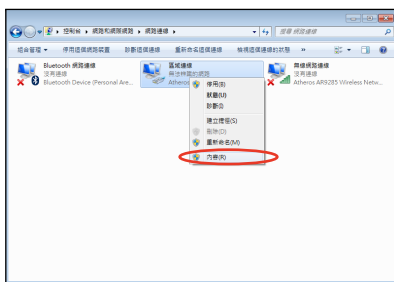 控制台 ▸ 網路和網際網路 ▸ 網路連線 ▸
搜尋 網路連線
組合管理 ▾ 停用這個網路裝置 診斷這個連線 重新命名這個連線 檢視這個連線的狀態 »
Bluetooth 網路連線
沒有連線
Bluetooth Device (Personal Are...
區域連線
無法辨識的網路
Atheros
無線網路連線
沒有連線
Atheros AR9285 Wireless Netw...
停用(B)
狀態(U)
診斷(I)
建立捷徑(S)
刪除(D)
重新命名(M)
內容(R)